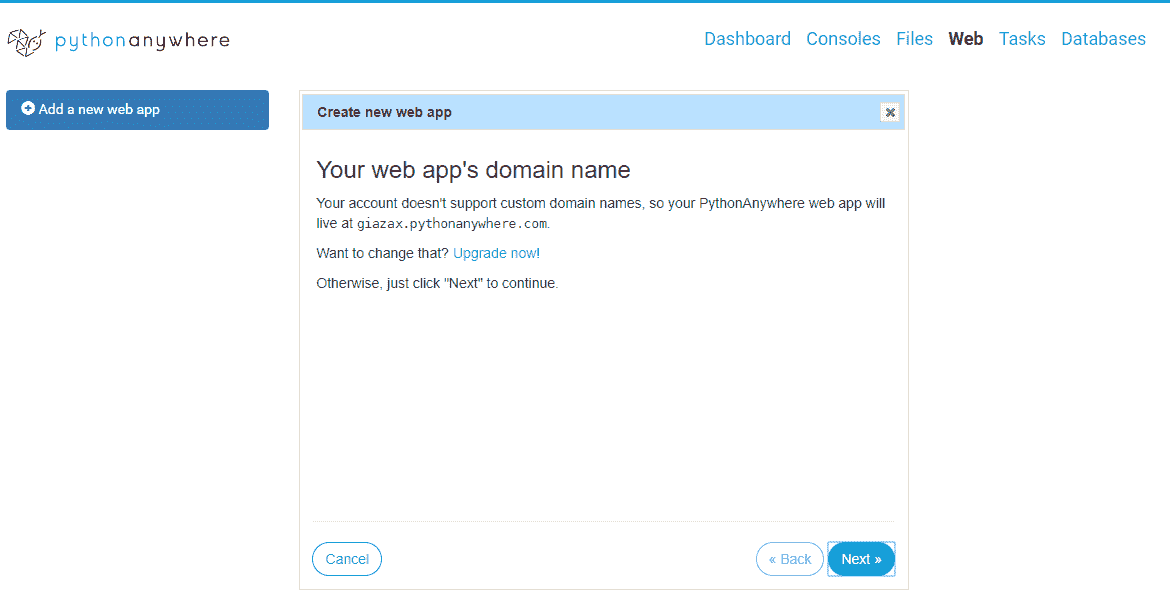 pythonanywhere
Dashboard Consoles Files Web Tasks Databases
Add a new web app
Create new web app
Your web app's domain name
Your account doesn't support custom domain names, so your PythonAnywhere web app will
live at giazax.pythonanywhere.com.
Want to change that? Upgrade now!
Otherwise, just click "Next" to continue.
Cancel
« Back
Next »